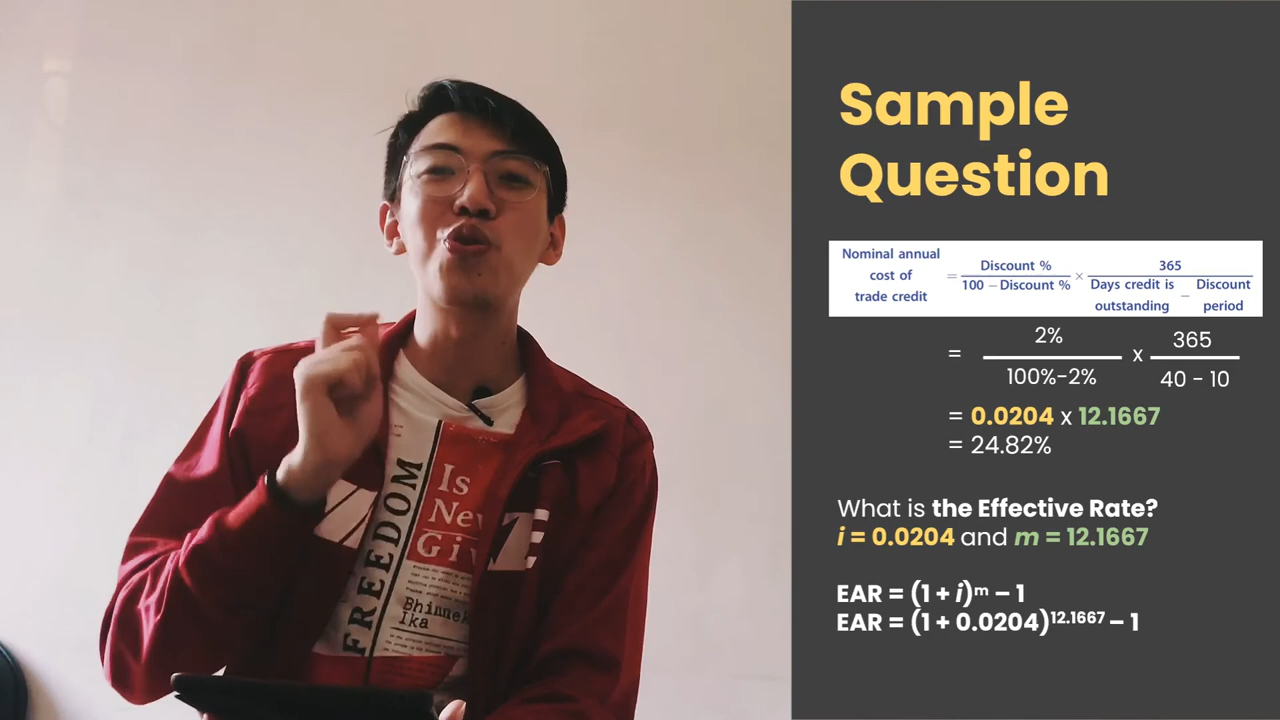 Sample
Question
Nominal annual
cost of
trade credit
= Discount % / 100 − Discount % × 365 / Days credit is outstanding − Discount period
= 2% / 100%-2% x 365 / 40 - 10
= 0.0204 x 12.1667
= 24.82%
What is the Effective Rate?
i = 0.0204 and m = 12.1667
EAR = (1 + i)ᵐ – 1
EAR = (1 + 0.0204)¹²·¹⁶⁶⁷ – 1
FREEDOM
Is
Giv
Bhinnek
Ika